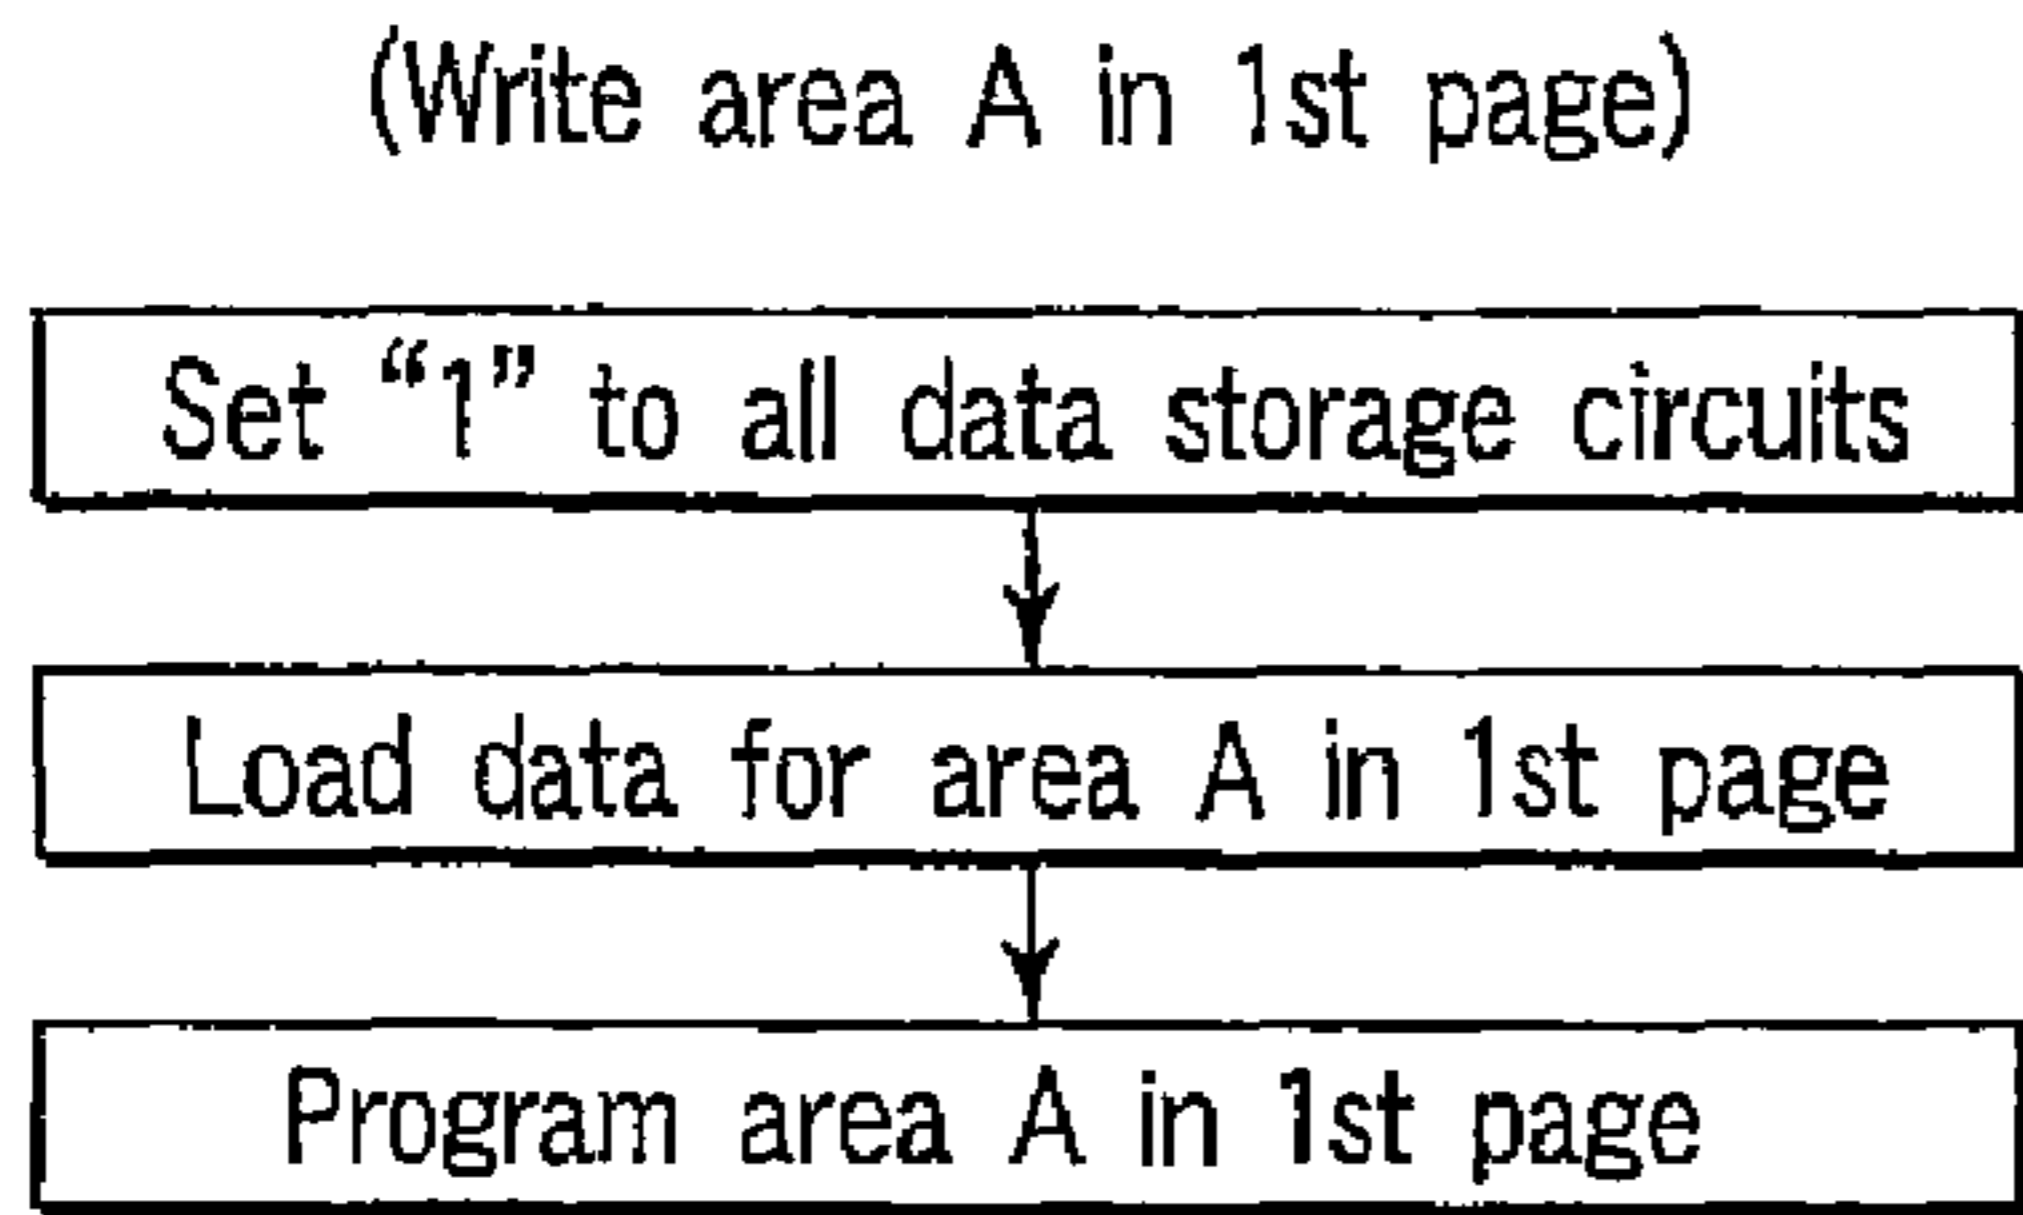 (Write area A in 1st page)
Set “1” to all data storage circuits
Load data for area A in 1st page
Program area A in 1st page